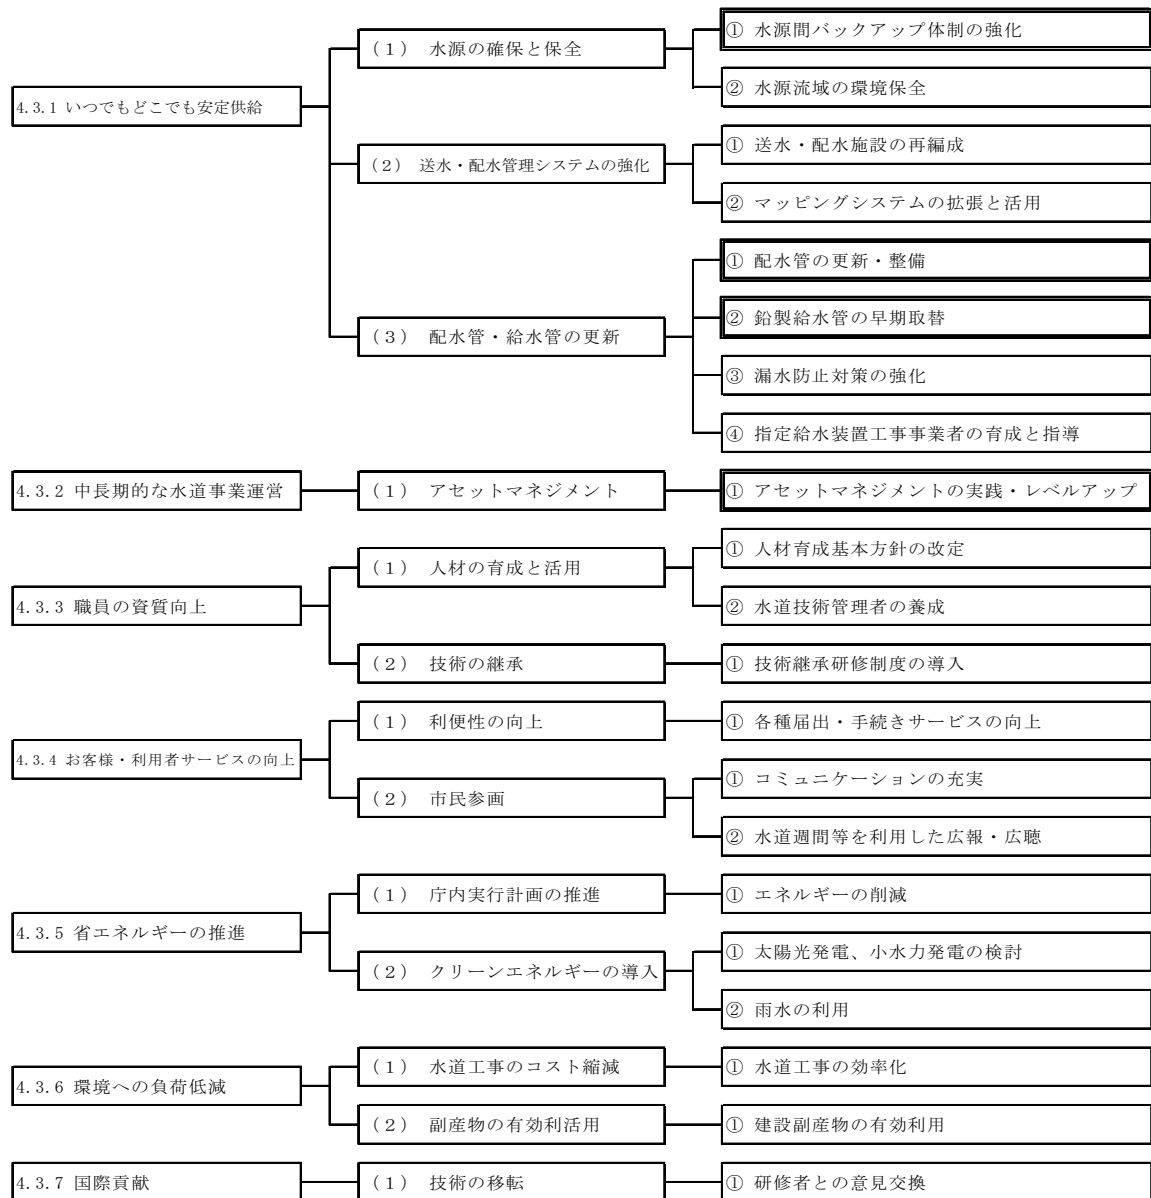 4.3.1 いつでもどこでも安定供給
（1） 水源の確保と保全
① 水源間バックアップ体制の強化
② 水源流域の環境保全
（2） 送水・配水管理システムの強化
① 送水・配水施設の再編成
② マッピングシステムの拡張と活用
（3） 配水管・給水管の更新
① 配水管の更新・整備
② 鉛製給水管の早期取替
③ 漏水防止対策の強化
④ 指定給水装置工事事業者の育成と指導
4.3.2 中長期的な水道事業運営
（1） アセットマネジメント
① アセットマネジメントの実践・レベルアップ
4.3.3 職員の資質向上
（1） 人材の育成と活用
① 人材育成基本方針の改定
② 水道技術管理者の養成
（2） 技術の継承
① 技術継承研修制度の導入
4.3.4 お客様・利用者サービスの向上
（1） 利便性の向上
① 各種届出・手続きサービスの向上
（2） 市民参画
① コミュニケーションの充実
② 水道週間等を利用した広報・広聴
4.3.5 省エネルギーの推進
（1） 庁内実行計画の推進
① エネルギーの削減
（2） クリーンエネルギーの導入
① 太陽光発電、小水力発電の検討
② 雨水の利用
4.3.6 環境への負荷低減
（1） 水道工事のコスト縮減
① 水道工事の効率化
（2） 副産物の有効利活用
① 建設副産物の有効利用
4.3.7 国際貢献
（1） 技術の移転
① 研修者との意見交換